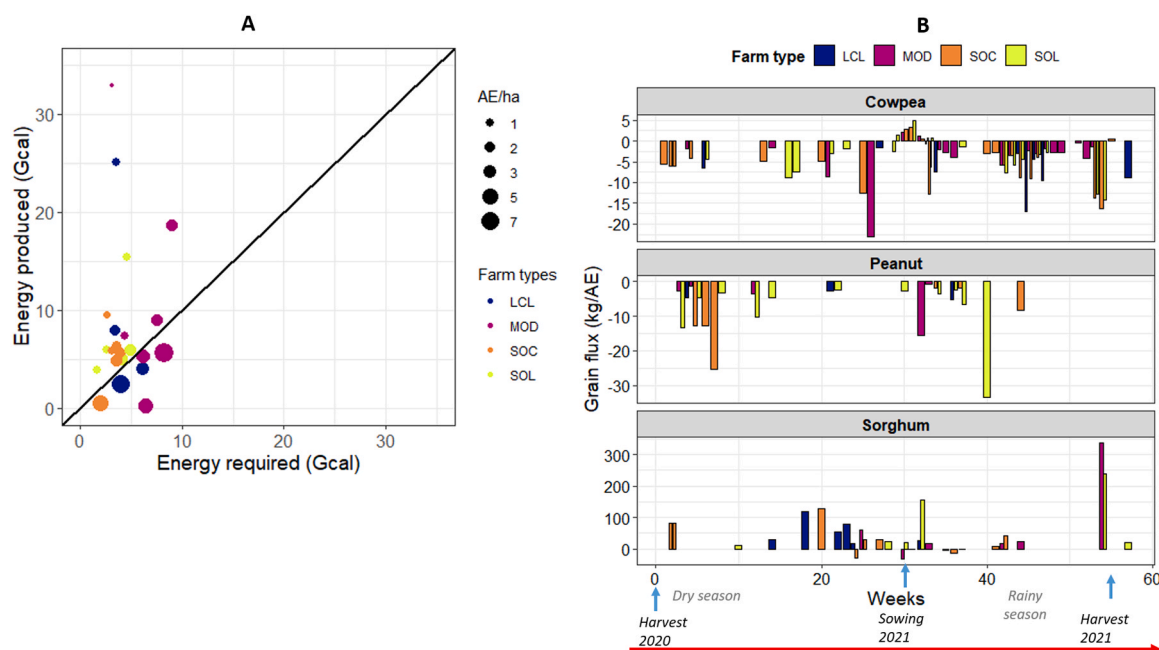 A
Energy produced (Gcal)
30
20
10
0
0 10 20 30
Energy required (Gcal)
AE/ha
1
2
3
5
7
Farm types
LCL
MOD
SOC
SOL
B
Farm type LCL MOD SOC SOL
Grain flux (kg/AE)
Cowpea
5
0
-5
-10
-15
-20
Peanut
0
-10
-20
-30
Sorghum
300
200
100
0
0 20 40 60
Weeks
Dry season
Rainy
season
Harvest
2020
Sowing
2021
Harvest
2021